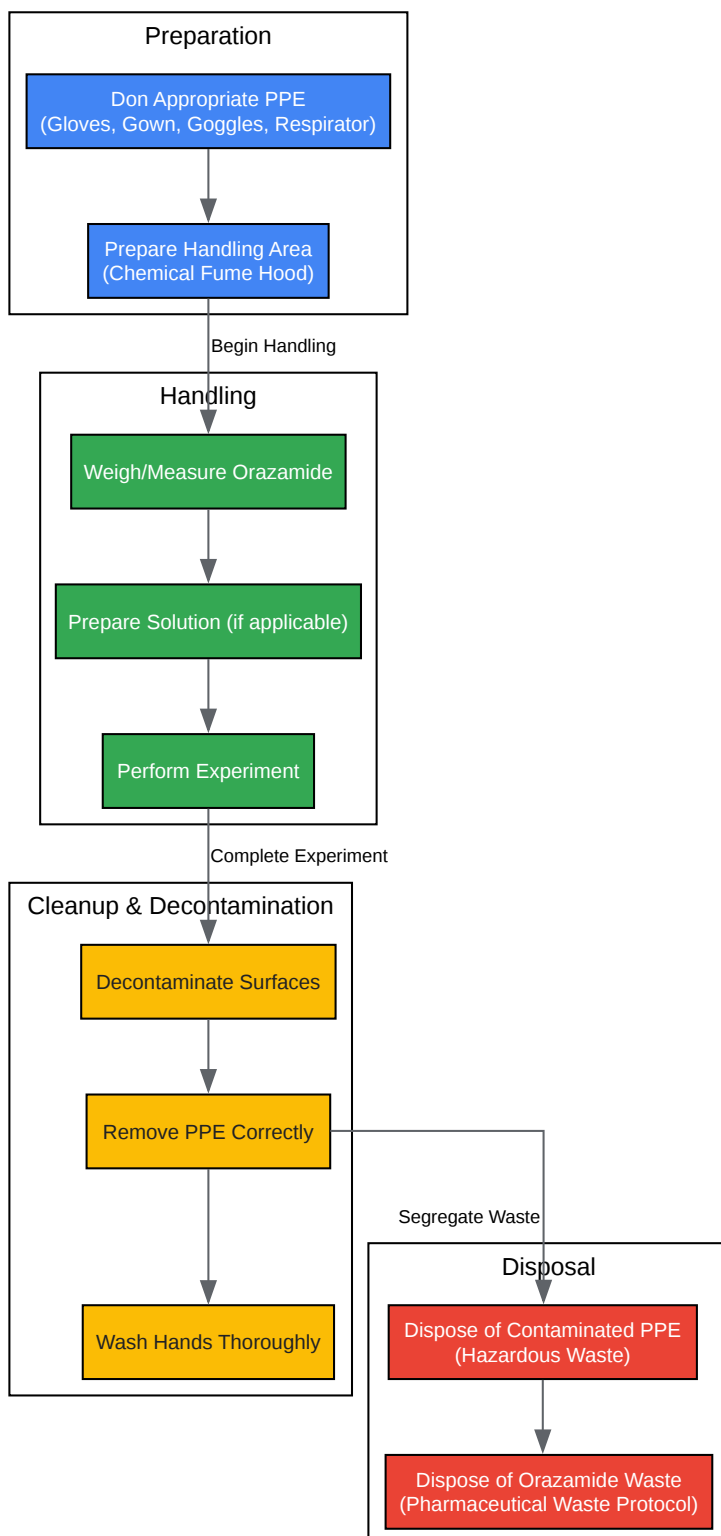 Preparation
Don Appropriate PPE
(Gloves, Gown, Goggles, Respirator)
Prepare Handling Area
(Chemical Fume Hood)
Begin Handling
Handling
Weigh/Measure Orazamide
Prepare Solution (if applicable)
Perform Experiment
Complete Experiment
Cleanup & Decontamination
Decontaminate Surfaces
Remove PPE Correctly
Segregate Waste
Disposal
Wash Hands Thoroughly
Dispose of Contaminated PPE
(Hazardous Waste)
Dispose of Orazamide Waste
(Pharmaceutical Waste Protocol)